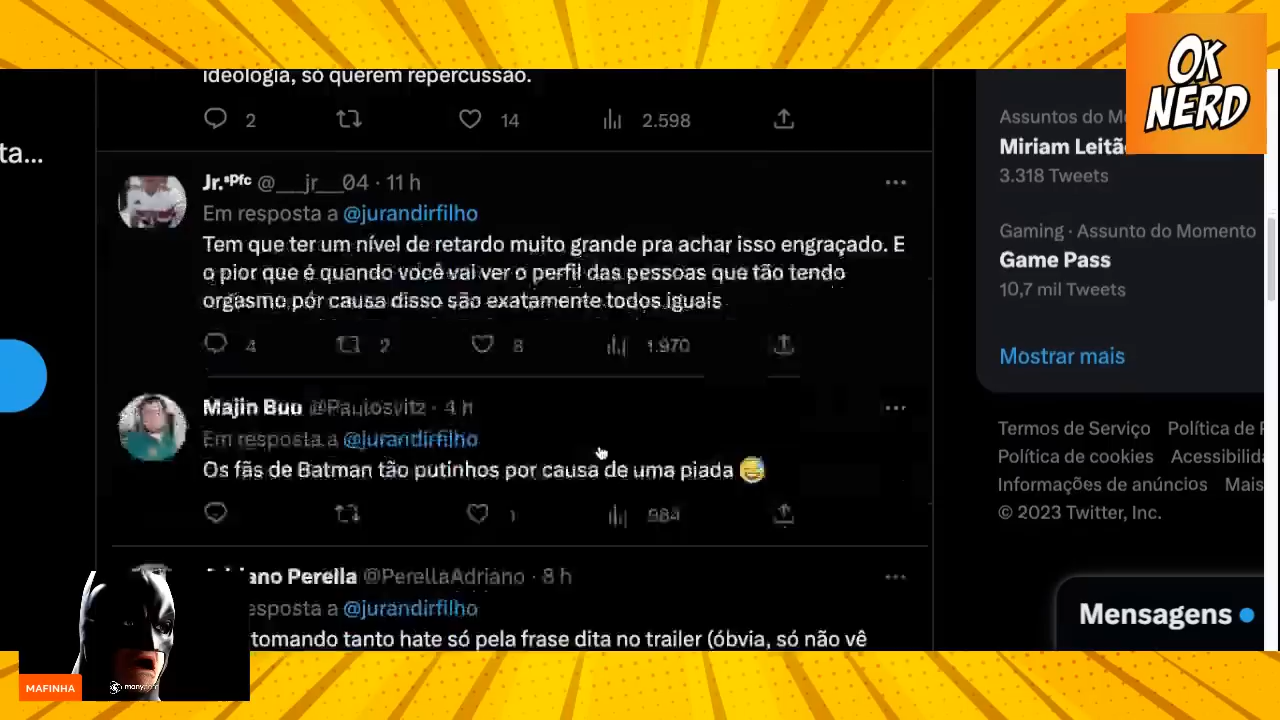 ideologia, só querem repercussão.
2 14 2.598
Jr.ᵃᴾᶠᶜ @___jr___04 · 11 h
Em resposta a @jurandirfilho
Tem que ter um nível de retardo muito grande pra achar isso engraçado. E
o pior que é quando você vai ver o perfil das pessoas que tão tendo
orgasmo por causa disso são exatamente todos iguais
4 2 8 1.970
Majin Buu @Paulosvitz · 4 h
Em resposta a @jurandirfilho
Os fãs de Batman tão putinhos por causa de uma piada 😅
1 984
iano Perella @PerellaAdriano · 8 h
esposta a @jurandirfilho
tomando tanto hate só pela frase dita no trailer (óbvia, só não vê
ta...
OK
NERD
Assuntos do M
Miriam Leitã
3.318 Tweets
Gaming · Assunto do Momento
Game Pass
10,7 mil Tweets
Mostrar mais
Termos de Serviço Política de
Política de cookies Acessibilida
Informações de anúncios Mais
© 2023 Twitter, Inc.
Mensagens
MAFINHA